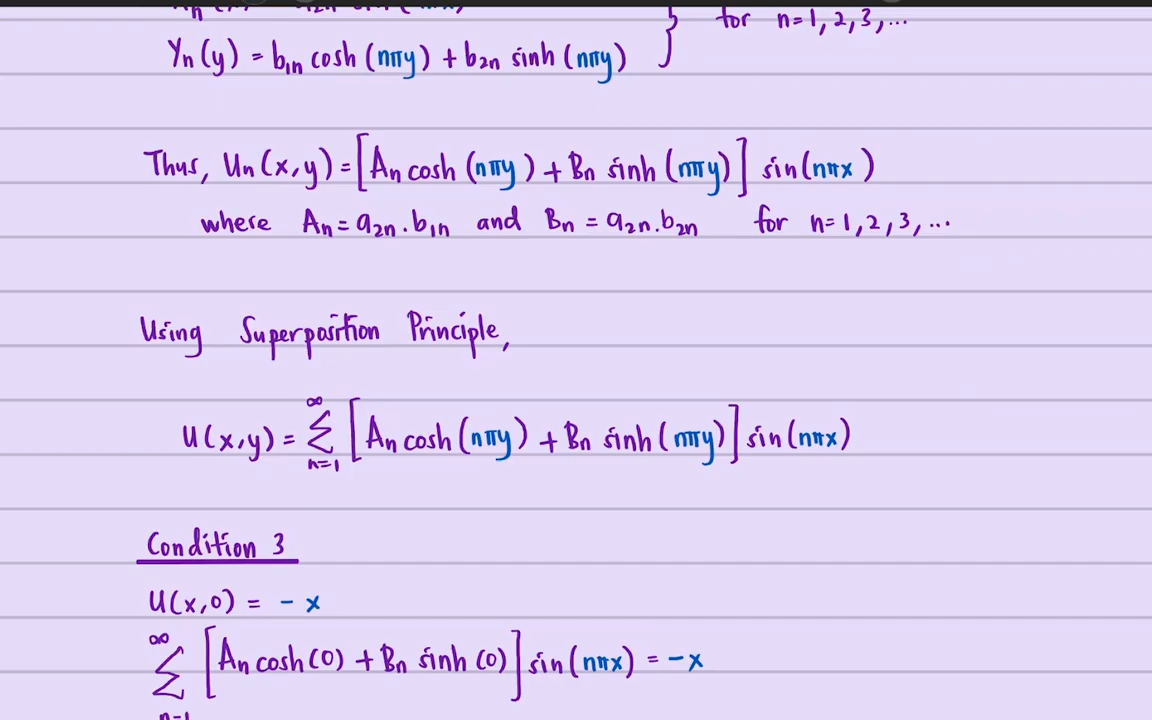 for n=1, 2, 3, ...
Yn(y) = b1n cosh (nπy) + b2n sinh (nπy) }
Thus, Un(x,y) = [An cosh (nπy) + Bn sinh (nπy)] sin(nπx)
where An = a2n . b1n and Bn = a2n . b2n for n=1,2,3,...
Using Superposition Principle,
∞
U(x,y) = Σ [An cosh (nπy) + Bn sinh (nπy)] sin(nπx)
n=1
Condition 3
U(x,0) = - x
∞
Σ [An cosh (0) + Bn sinh (0)] sin (nπx) = -x
n=1